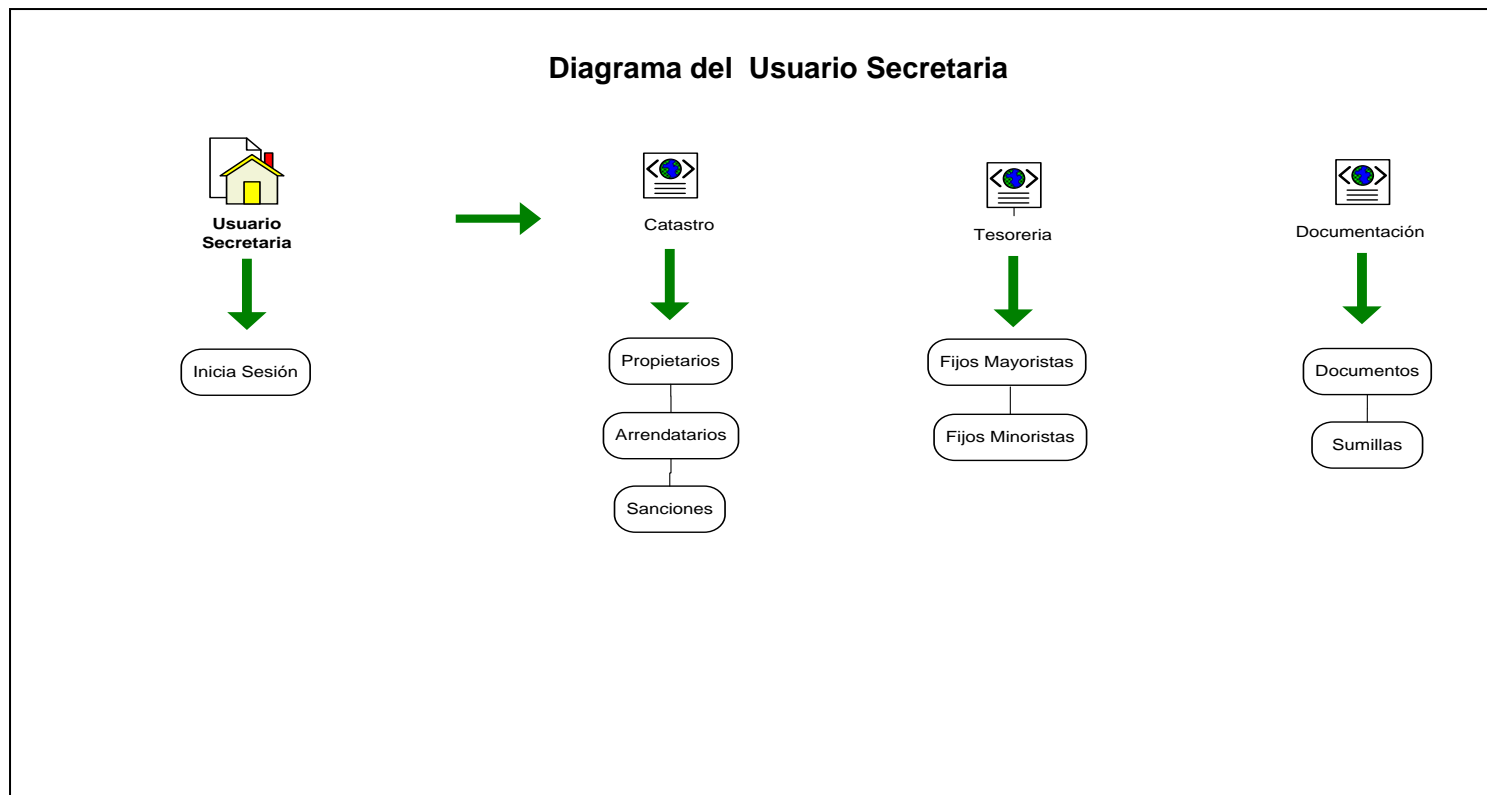 Diagrama del  Usuario Secretaria
Usuario
Secretaria
Inicia Sesión
Catastro
Propietarios
Arrendatarios
Sanciones
Tesoreria
Fijos Mayoristas
Fijos Minoristas
Documentación
Documentos
Sumillas